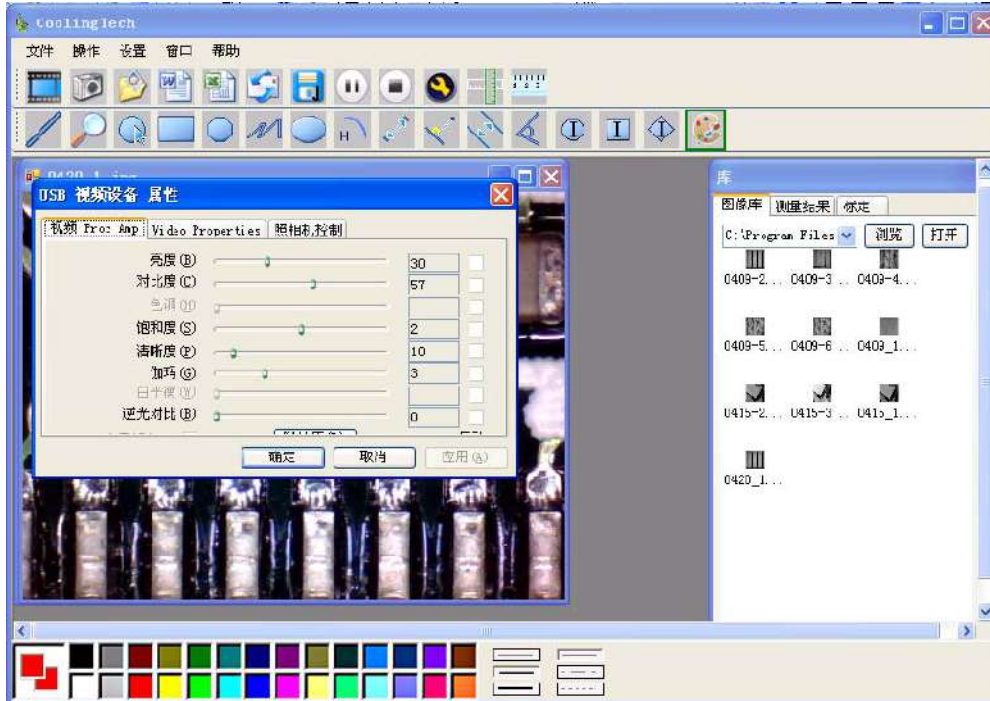 CoolingTech
文件 操作 设置 窗口 帮助
0420_1.jpg
USB 视频设备 属性
视频 Proc Amp Video Properties 照相机控制
亮度(B) 30
对比度(C) 57
色调(H)
饱和度(S) 2
清晰度(P) 10
伽玛(G) 3
白平衡(W)
逆光对比(B) 0
确定 取消 应用(A)
库
图像库 测量结果 标定
C:\Program Files 浏览 打开
0409-2... 0409-3... 0409-4...
0409-5... 0409-6... 0409_1...
0415-2... 0415-3... 0415_1...
0420_1...